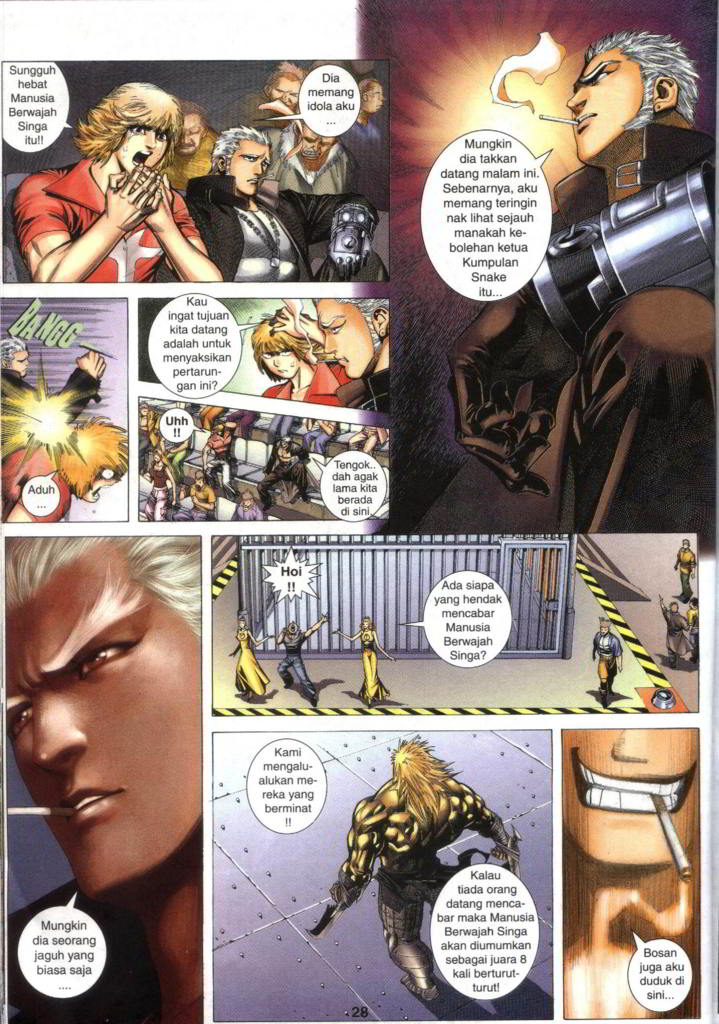 Sungguh
hebat
Manusia
Berwajah
Singa
itu!!
Dia
memang
idola aku
...
Mungkin
dia takkan
datang malam ini.
Sebenarnya, aku
memang teringin
nak lihat sejauh
manakah ke-
bolehan ketua
Kumpulan
Snake
itu...
BANGG
Aduh
...
Kau
ingat tujuan
kita datang
adalah untuk
menyaksikan
pertarun-
gan ini?
Uhh
!!
Tengok..
dah agak
lama kita
berada
di sini.
Mungkin
dia seorang
jaguh yang
biasa saja
....
Hoi
!!
Ada siapa
yang hendak
mencabar
Manusia
Berwajah
Singa?
Kami
mengalu-
alukan me-
reka yang
berminat
!!
Kalau
tiada orang
datang menca-
bar maka Manusia
Berwajah Singa
akan diumumkan
sebagai juara 8
kali berturut-
turut!
Bosan
juga aku
duduk di
sini...
28